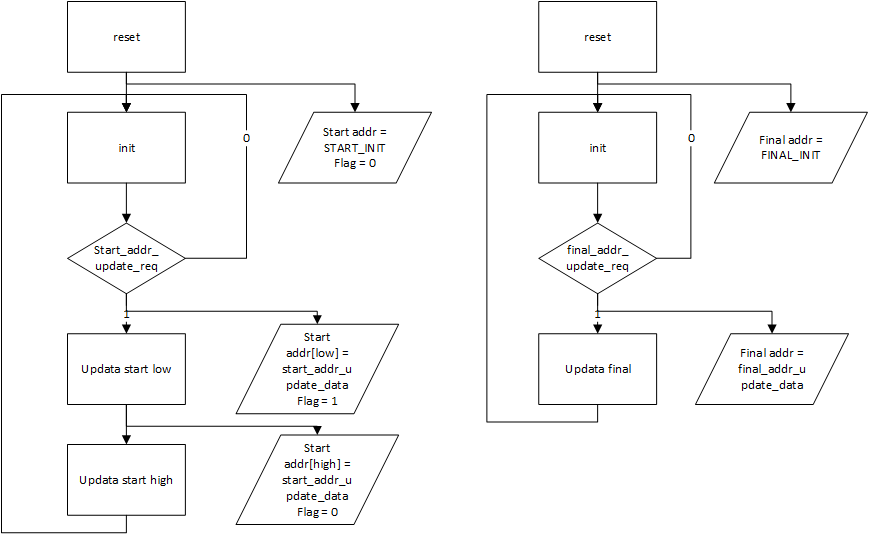 reset
init
0
Start addr =
START_INIT
Flag = 0
Start_addr_
update_req
1
Updata start low
Start
addr[low] =
start_addr_u
pdate_data
Flag = 1
Updata start high
Start
addr[high] =
start_addr_u
pdate_data
Flag = 0
reset
init
0
Final addr =
FINAL_INIT
final_addr_
update_req
1
Updata final
Final addr =
final_addr_u
pdate_data